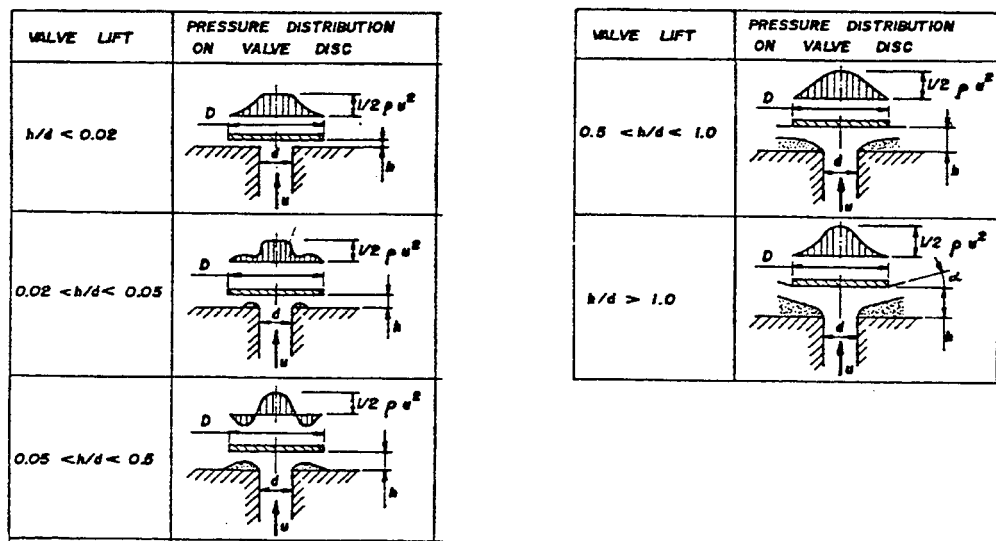 VALVE LIFT
PRESSURE DISTRIBUTION
ON VALVE DISC
h/d < 0.02
1/2 ρ u²
D
d
h
u
0.02 < h/d < 0.05
1/2 ρ u²
D
d
h
u
0.05 < h/d < 0.5
1/2 ρ u²
D
d
h
u
VALVE LIFT
PRESSURE DISTRIBUTION
ON VALVE DISC
0.5 < h/d < 1.0
1/2 ρ u²
D
d
h
u
h/d > 1.0
1/2 ρ u²
D
α
d
h
u